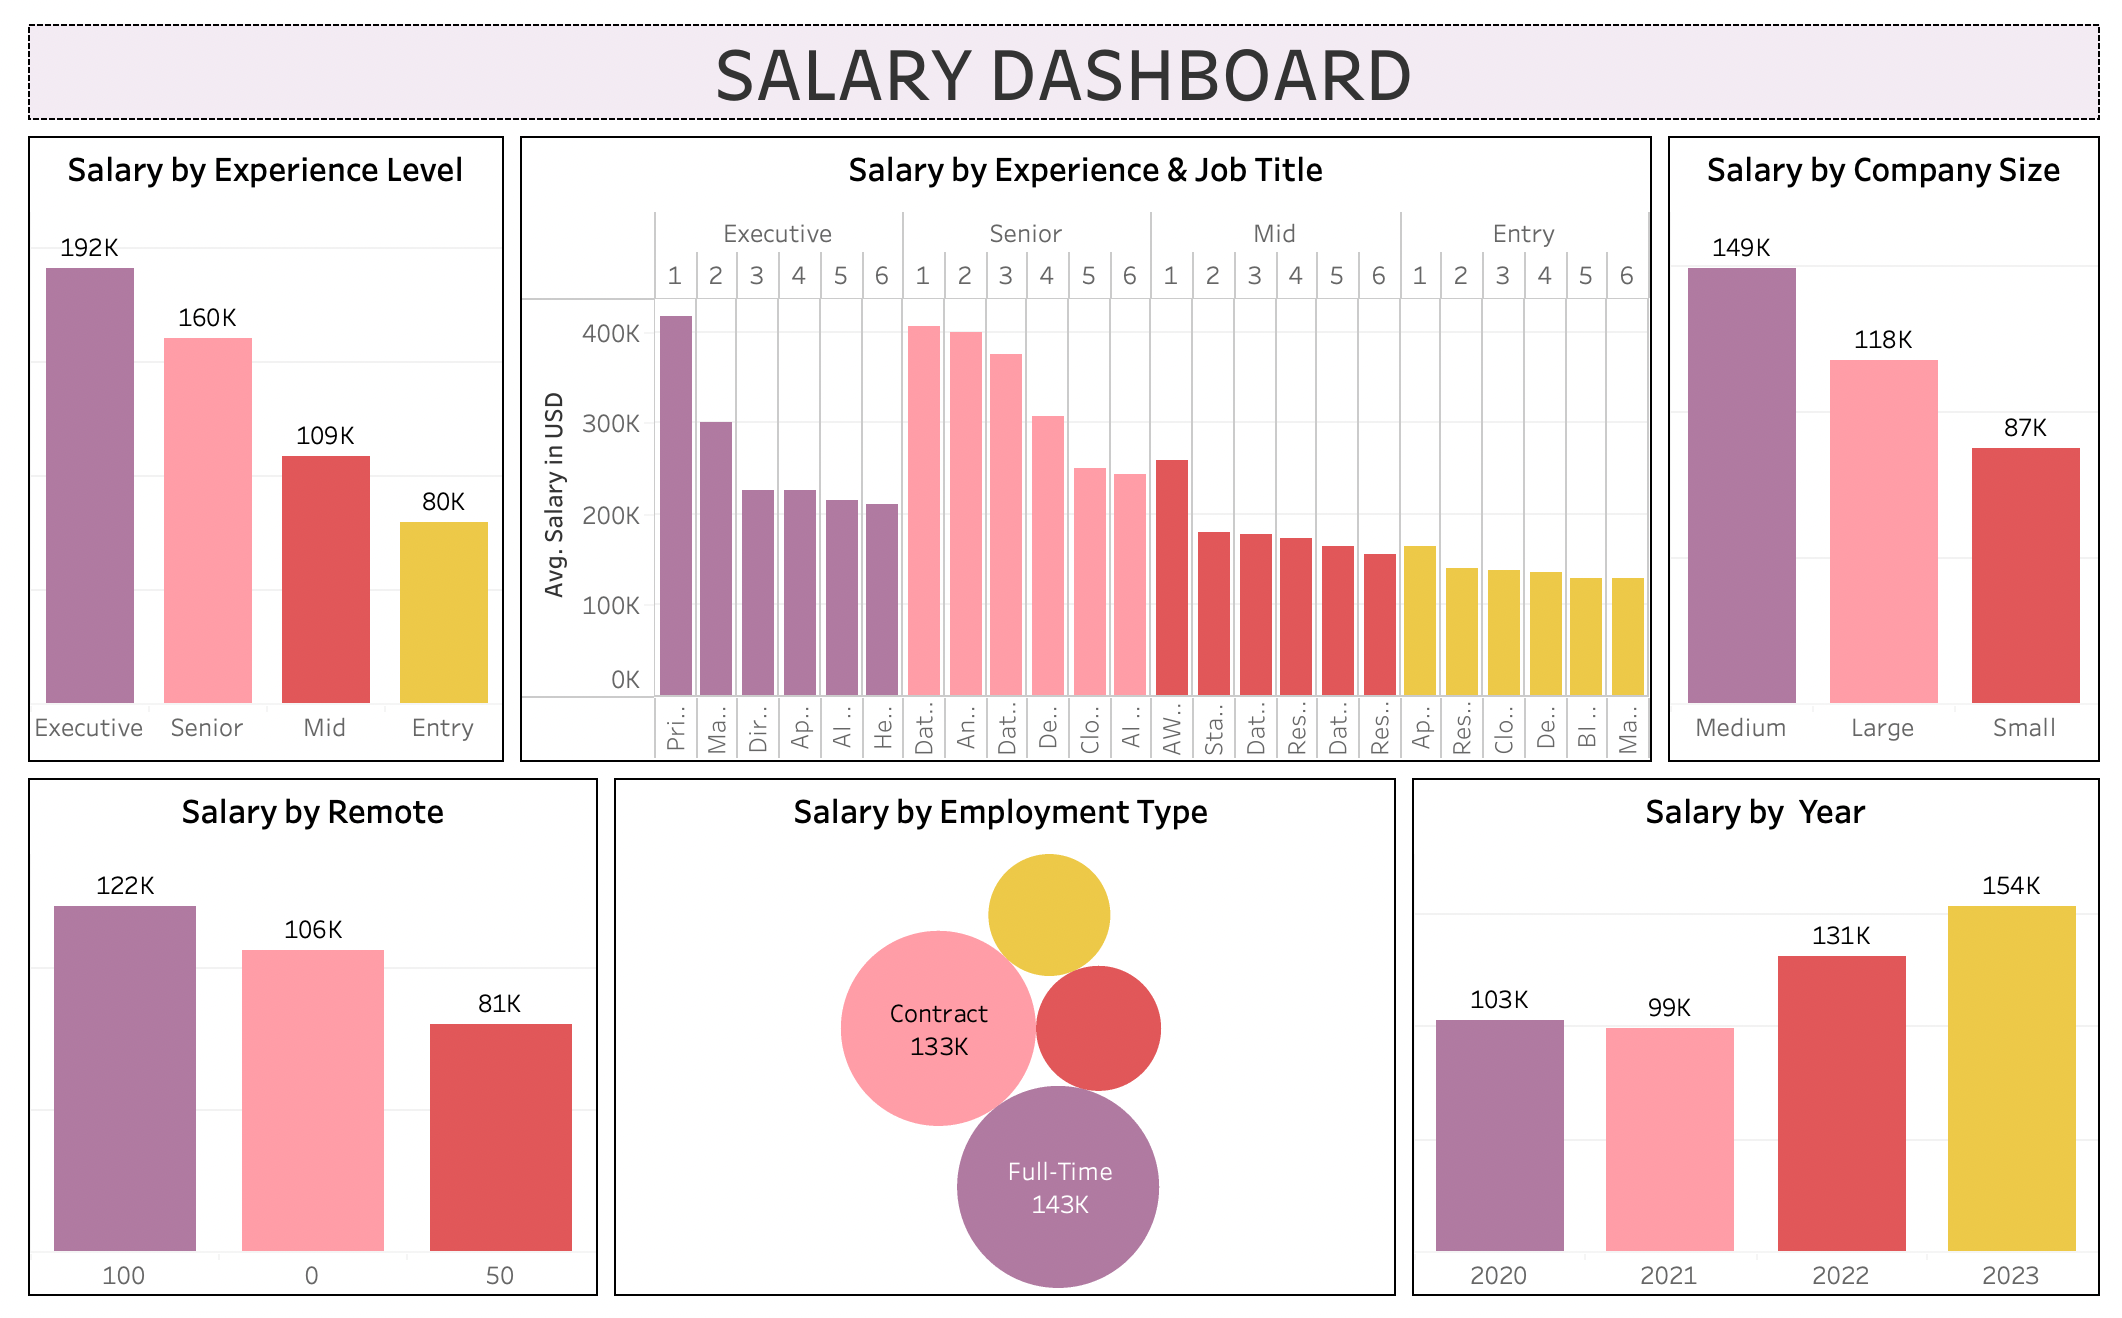 SALARY DASHBOARD
Salary by Experience Level
192K
160K
109K
80K
Executive Senior Mid Entry
Salary by Experience & Job Title
Executive Senior Mid Entry
1 2 3 4 5 6 1 2 3 4 5 6 1 2 3 4 5 6 1 2 3 4 5 6
Avg. Salary in USD
400K
300K
200K
100K
0K
Pri.. Ma.. Dir.. Ap.. AI .. He.. Dat.. An.. Dat.. De.. Clo.. AI .. AW.. Sta.. Dat.. Res.. Dat.. Res.. Ap.. Res.. Clo.. De.. BI .. Ma..
Salary by Company Size
149K
118K
87K
Medium Large Small
Salary by Remote
122K
106K
81K
100 0 50
Salary by Employment Type
Contract
133K
Full-Time
143K
Salary by Year
103K
99K
131K
154K
2020 2021 2022 2023